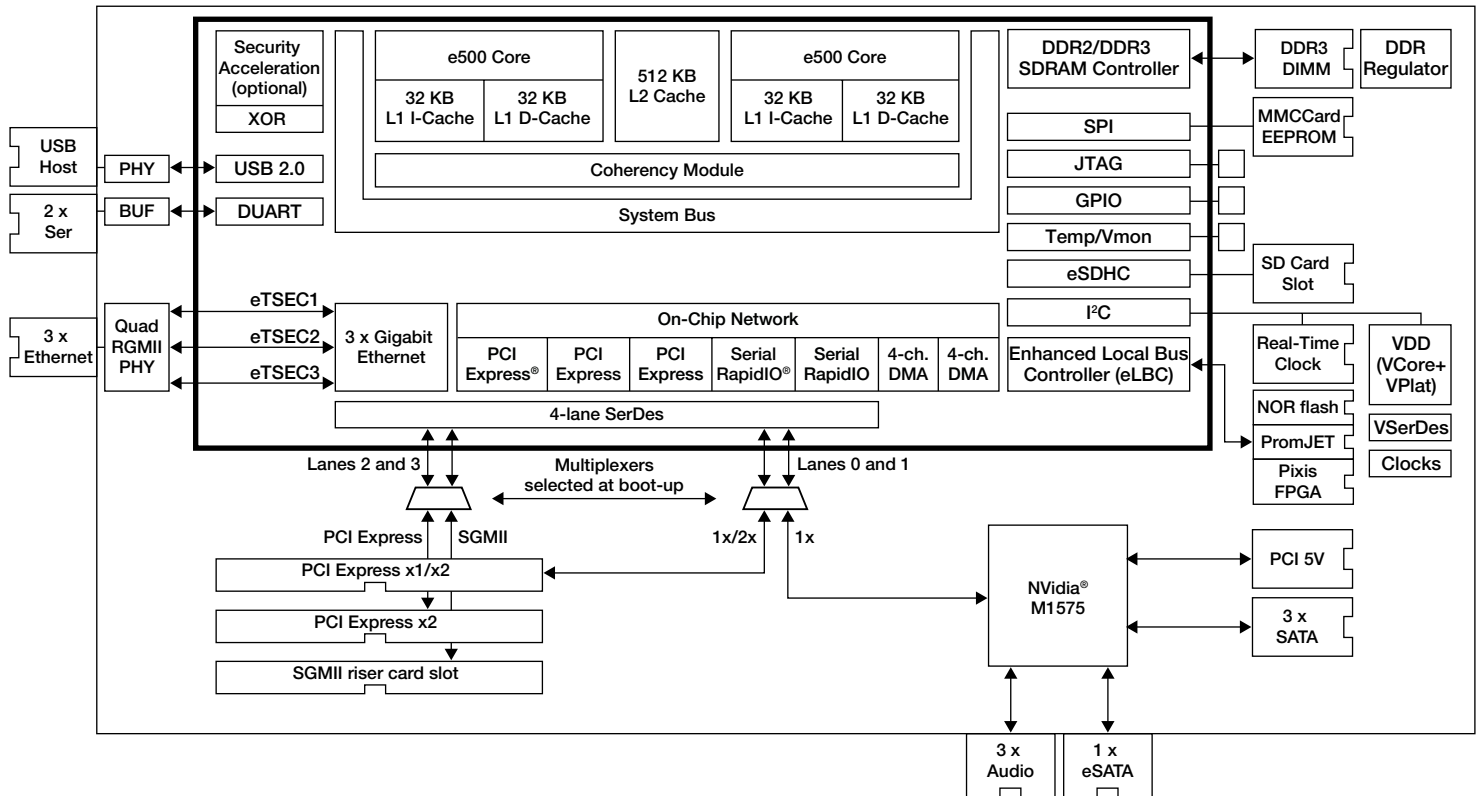 Security
Acceleration
(optional)
XOR
e500 Core
32 KB
L1 I-Cache
32 KB
L1 D-Cache
512 KB
L2 Cache
e500 Core
32 KB
L1 I-Cache
32 KB
L1 D-Cache
Coherency Module
System Bus
DDR2/DDR3
SDRAM Controller
DDR3
DIMM
DDR
Regulator
SPI
MMCCard
EEPROM
JTAG
GPIO
Temp/Vmon
eSDHC
SD Card
Slot
I²C
USB
Host
PHY
USB 2.0
2 x
Ser
BUF
DUART
3 x
Ethernet
Quad
RGMII
PHY
eTSEC1
eTSEC2
eTSEC3
3 x Gigabit
Ethernet
On-Chip Network
PCI
Express®
PCI
Express
PCI
Express
Serial
RapidIO®
Serial
RapidIO
4-ch.
DMA
4-ch.
DMA
Enhanced Local Bus
Controller (eLBC)
Real-Time
Clock
VDD
(VCore+
VPlat)
NOR flash
PromJET
Pixis
FPGA
VSerDes
Clocks
4-lane SerDes
Lanes 2 and 3
Multiplexers
selected at boot-up
Lanes 0 and 1
PCI Express
SGMII
1x/2x
1x
PCI Express x1/x2
PCI Express x2
SGMII riser card slot
NVidia®
M1575
PCI 5V
3 x
SATA
3 x
Audio
1 x
eSATA